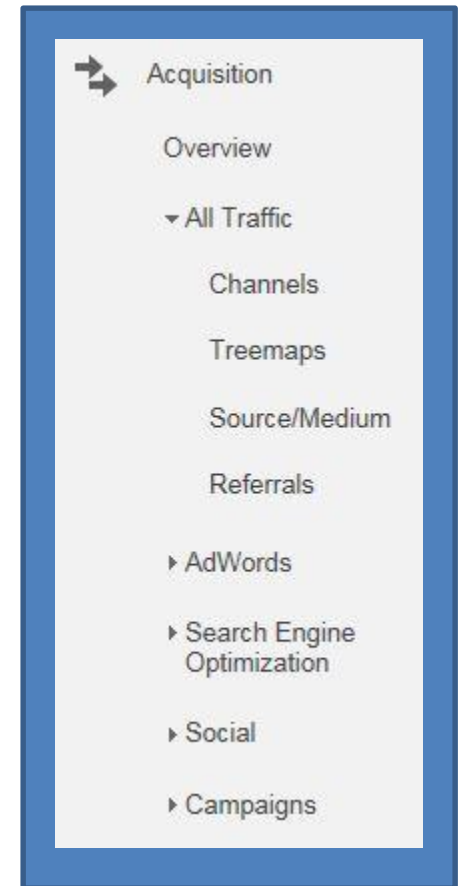 Acquisition
Overview
All Traffic
Channels
Treemaps
Source/Medium
Referrals
AdWords
Search Engine
Optimization
Social
Campaigns